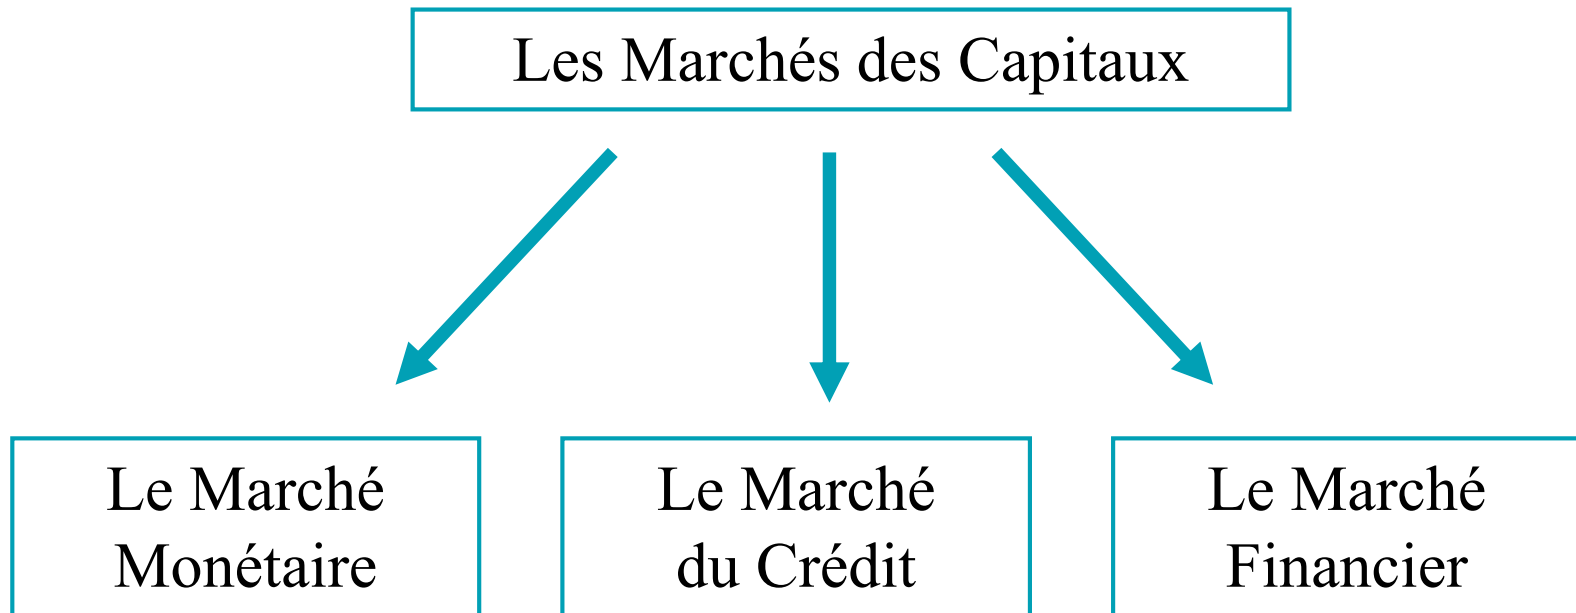 Les Marchés des Capitaux
Le Marché
Monétaire
Le Marché
du Crédit
Le Marché
Financier